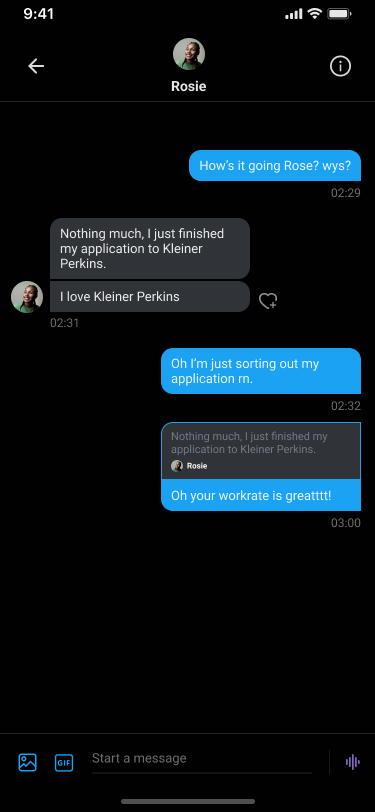 9:41
Rosie
How's it going Rose? wys?
02:29
Nothing much, I just finished
my application to Kleiner
Perkins.
I love Kleiner Perkins
02:31
Oh I'm just sorting out my
application rn.
02:32
Nothing much, I just finished my
application to Kleiner Perkins.
Rosie
Oh your workrate is greatttt!
03:00
GIF
Start a message